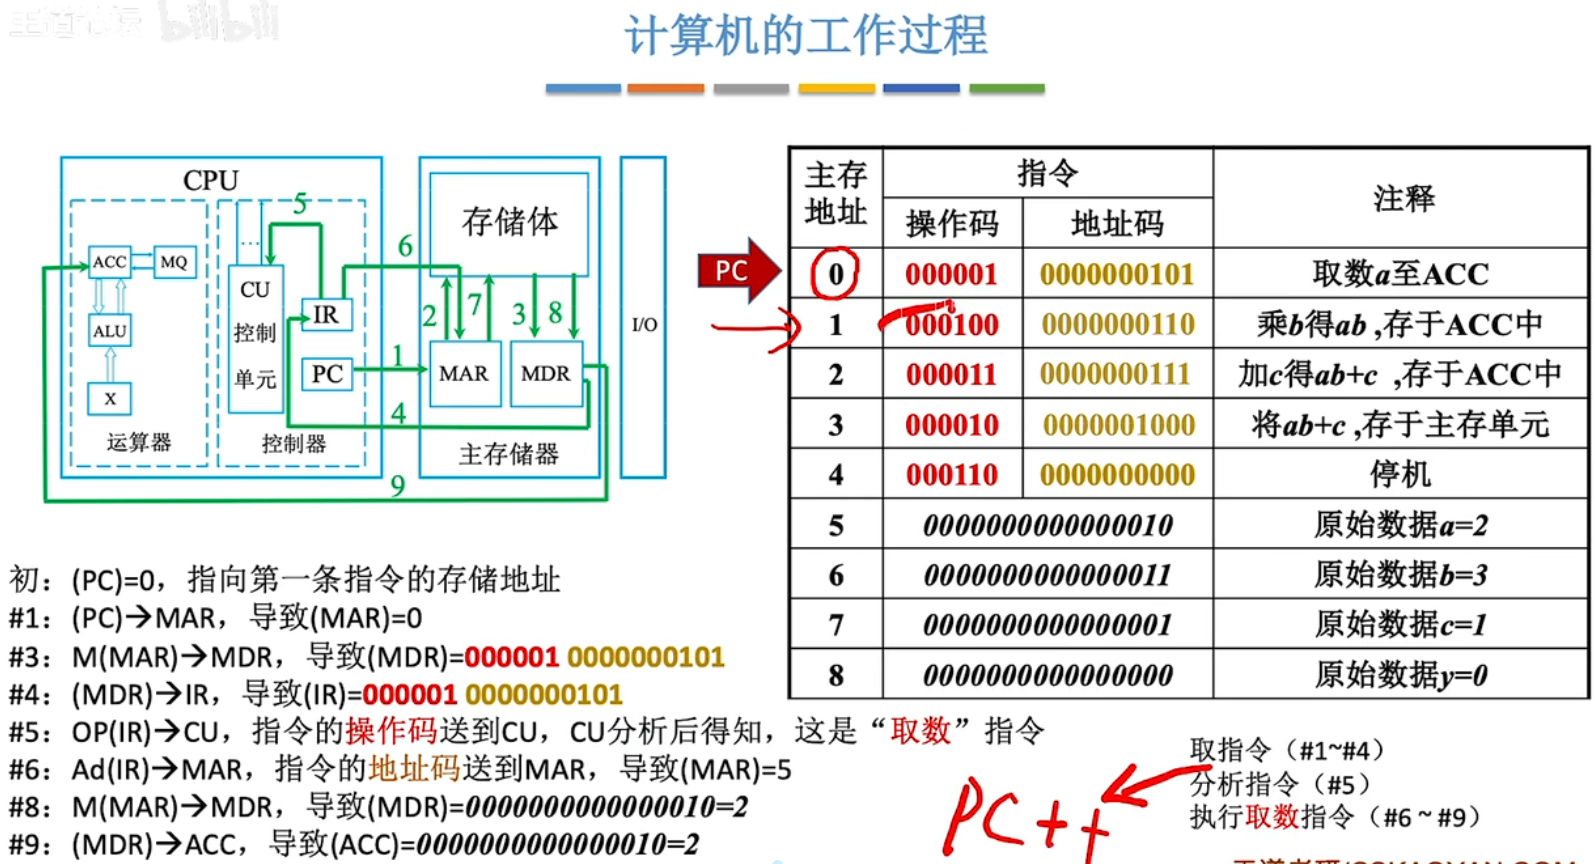 王道论坛 bilibili
计算机的工作过程
CPU
ACC
MQ
ALU
X
运算器
5
...
CU
控制
单元
IR
PC
控制器
6
1
4
9
存储体
2
7
3
8
MAR
MDR
主存储器
I/O
PC
主存地址 指令 注释
操作码 地址码
0 000001 0000000101 取数a至ACC
1 000100 0000000110 乘b得ab ,存于ACC中
2 000011 0000000111 加c得ab+c ,存于ACC中
3 000010 0000001000 将ab+c ,存于主存单元
4 000110 0000000000 停机
5 0000000000000010 原始数据a=2
6 0000000000000011 原始数据b=3
7 0000000000000001 原始数据c=1
8 0000000000000000 原始数据y=0
初：(PC)=0，指向第一条指令的存储地址
#1：(PC)→MAR，导致(MAR)=0
#3：M(MAR)→MDR，导致(MDR)=000001 0000000101
#4：(MDR)→IR，导致(IR)=000001 0000000101
#5：OP(IR)→CU，指令的操作码送到CU，CU分析后得知，这是“取数”指令
#6：Ad(IR)→MAR，指令的地址码送到MAR，导致(MAR)=5
#8：M(MAR)→MDR，导致(MDR)=0000000000000010=2
#9：(MDR)→ACC，导致(ACC)=0000000000000010=2
PC++
取指令（#1~#4）
分析指令（#5）
执行取数指令（#6 ~ #9）